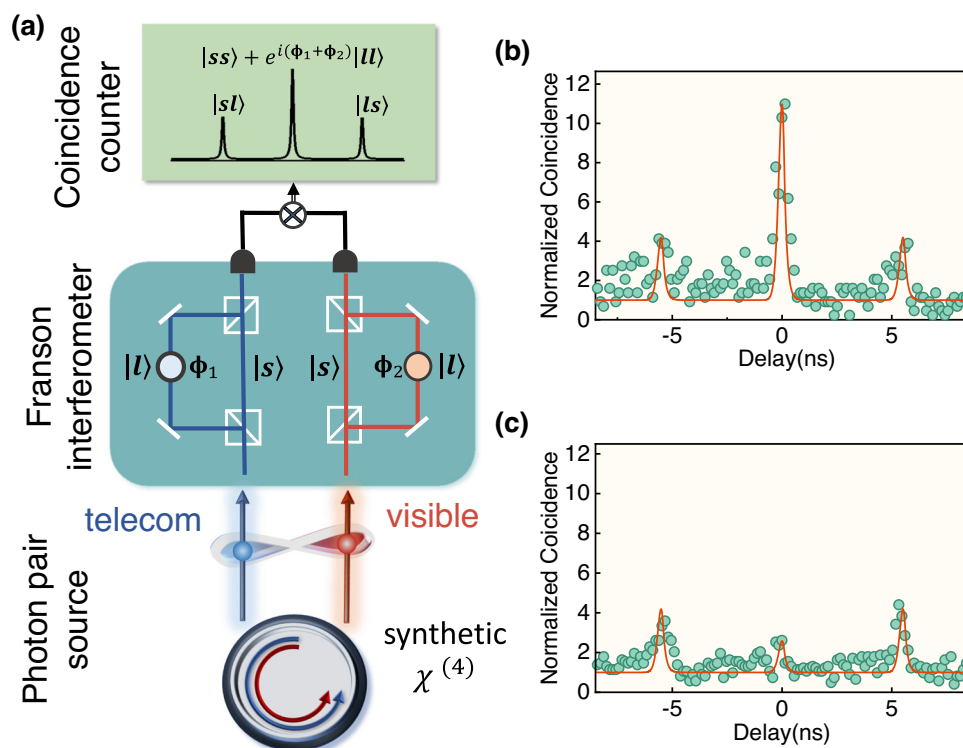 (a)
Coincidence
counter
|ss⟩ + e^{i(ϕ₁+ϕ₂)}|ll⟩
|sl⟩
|ls⟩
Franson
interferometer
|l⟩
ϕ₁
|s⟩
|s⟩
ϕ₂
|l⟩
telecom
visible
Photon pair
source
synthetic
χ⁽⁴⁾
(b)
Normalized Coincidence
12
10
8
6
4
2
0
-5
0
5
Delay(ns)
(c)
Normalized Coicidence
12
10
8
6
4
2
0
-5
0
5
Delay(ns)